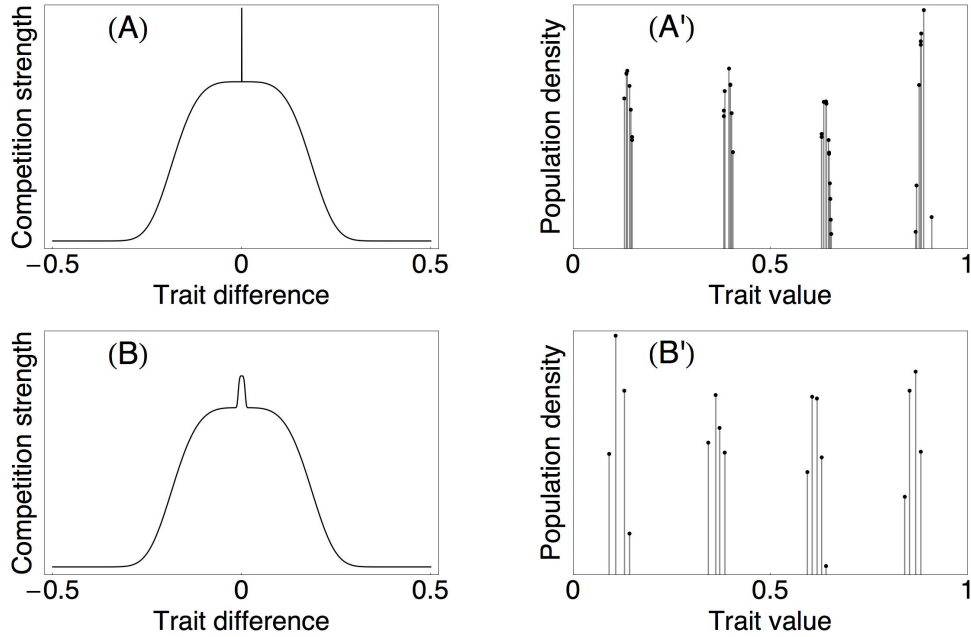 (A)
Competition strength
−0.5 0 0.5
Trait difference
(A')
Population density
0 0.5 1
Trait value
(B)
Competition strength
−0.5 0 0.5
Trait difference
(B')
Population density
0 0.5 1
Trait value